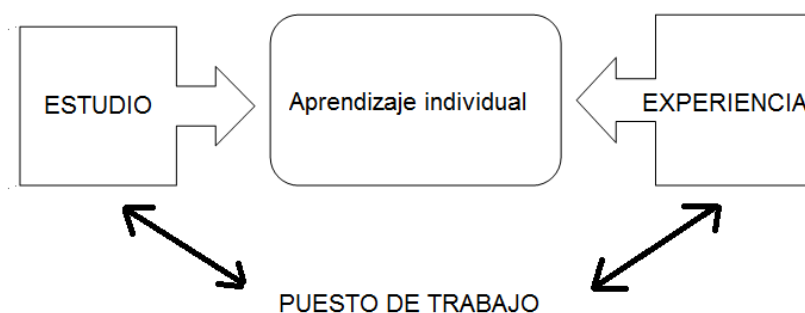 ESTUDIO
Aprendizaje individual
EXPERIENCIA
PUESTO DE TRABAJO